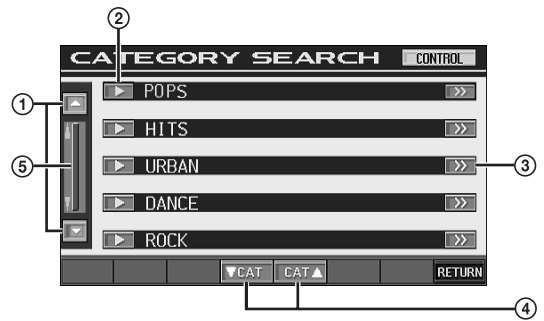 ②
CATEGORY SEARCH CONTROL
① POPS
HITS
⑤ URBAN ③
DANCE
ROCK
▼CAT CAT▲ RETURN
④